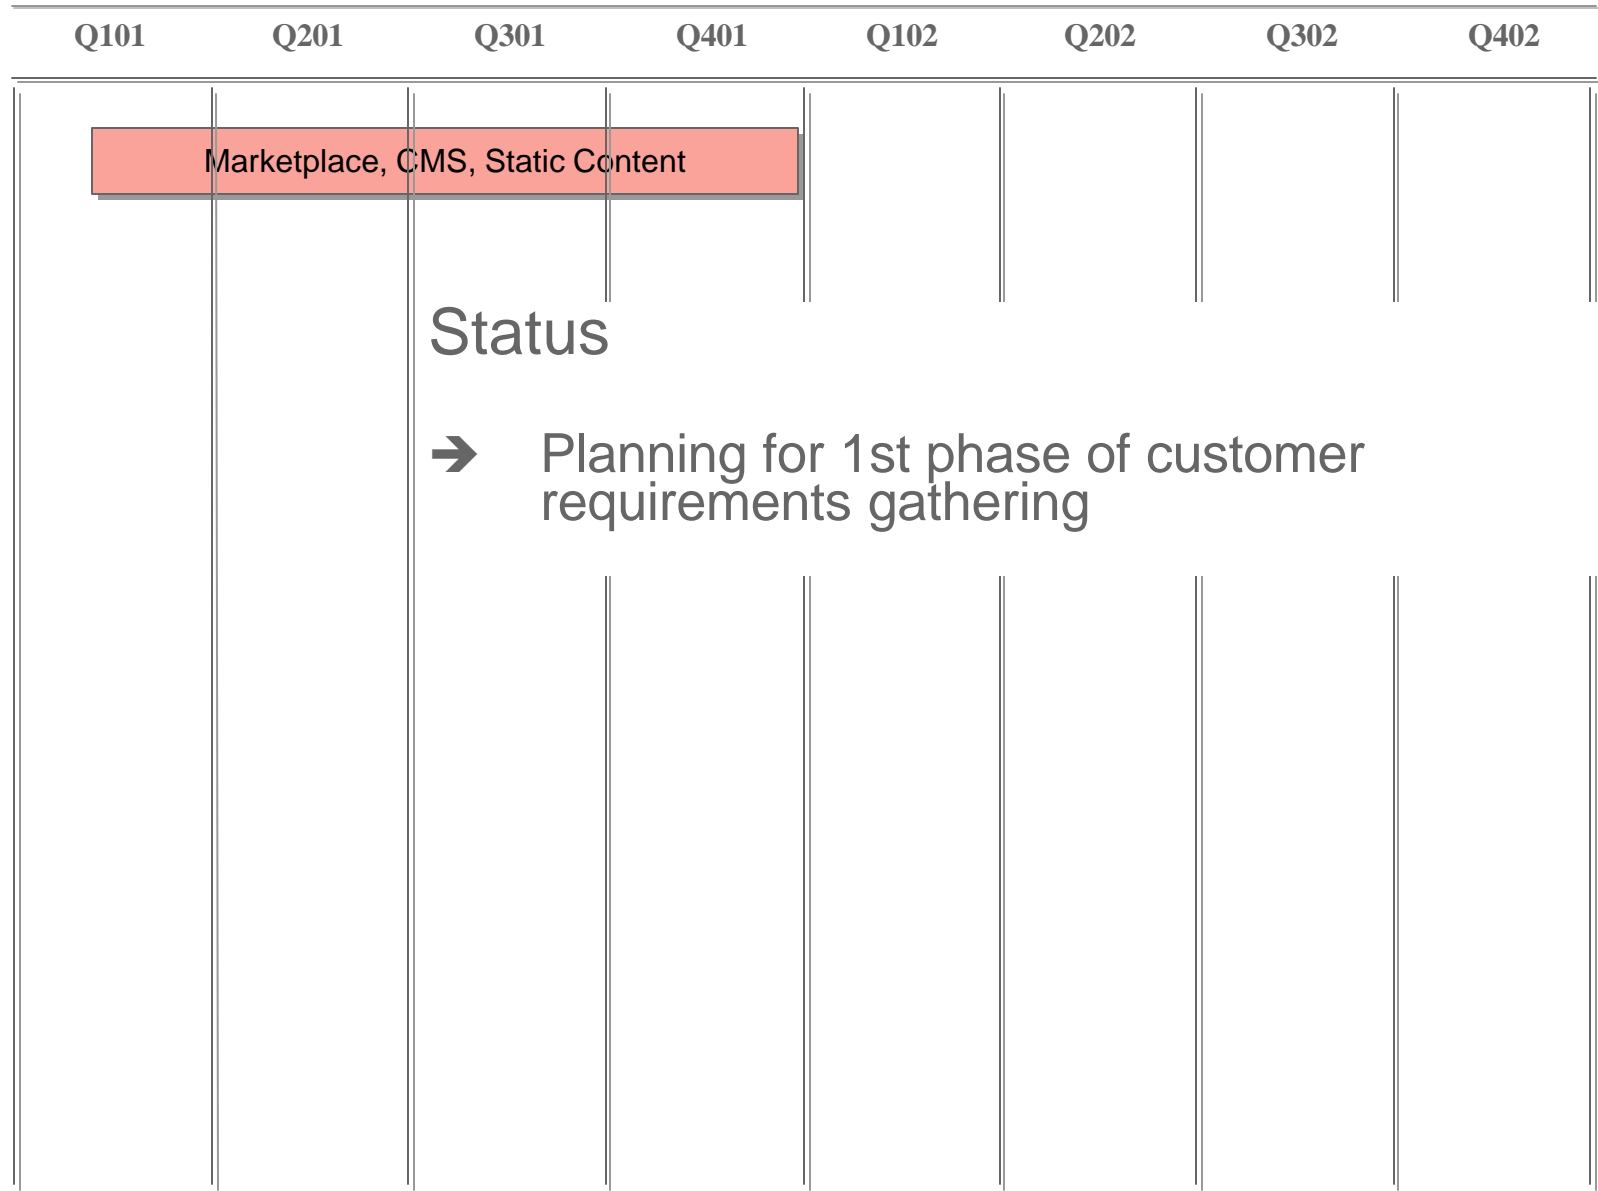 Q101 Q201 Q301 Q401 Q102 Q202 Q302 Q402
Marketplace, CMS, Static Content
Status
➔ Planning for 1st phase of customer
requirements gathering